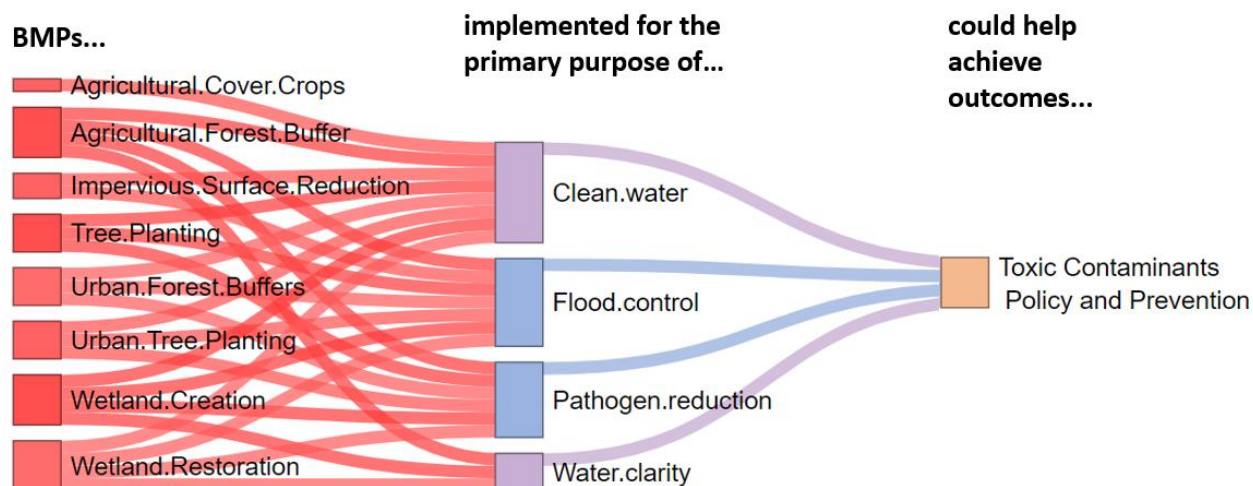 BMPs...
implemented for the
primary purpose of...
could help
achieve
outcomes...
Agricultural.Cover.Crops
Agricultural.Forest.Buffer
Impervious.Surface.Reduction
Tree.Planting
Urban.Forest.Buffers
Urban.Tree.Planting
Wetland.Creation
Wetland.Restoration
Clean.water
Flood.control
Pathogen.reduction
Water.clarity
Toxic Contaminants
Policy and Prevention